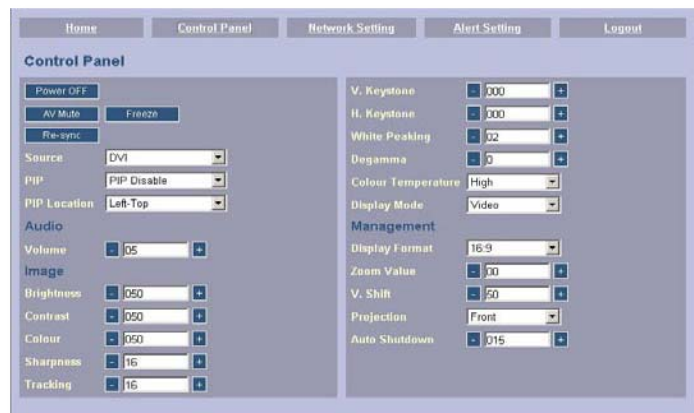 Home Control Panel Network Setting Alert Setting Logout
Control Panel
Power OFF
AV Mute Freeze
Re-sync
Source DVI
PIP PIP Disable
PIP Location Left-Top
Audio
Volume - 05 +
Image
Brightness - 050 +
Contrast - 050 +
Colour - 050 +
Sharpness - 16 +
Tracking - 16 +
V. Keystone - 000 +
H. Keystone - 000 +
White Peaking - 02 +
Degamma - 0 +
Colour Temperature High
Display Mode Video
Management
Display Format 16:9
Zoom Value - 00 +
V. Shift - 50 +
Projection Front
Auto Shutdown - 015 +